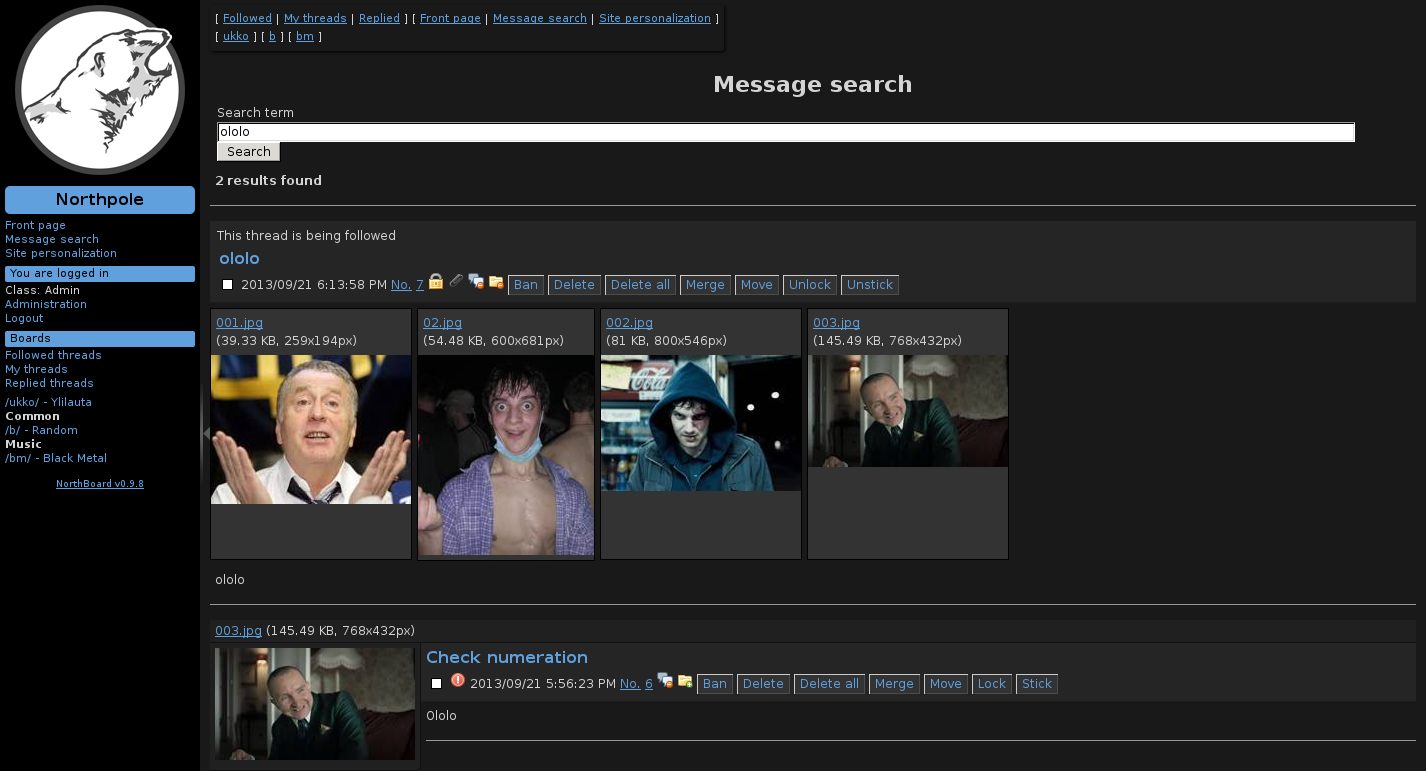 [ Followed | My threads | Replied ] [ Front page | Message search | Site personalization ]
[ ukko ] [ b ] [ bm ]
Northpole
Front page
Message search
Site personalization
You are logged in
Class: Admin
Administration
Logout
Boards
Followed threads
My threads
Replied threads
/ukko/ - Ylilauta
Common
/b/ - Random
Music
/bm/ - Black Metal
NorthBoard v0.9.8
Message search
Search term
ololo
Search
2 results found
This thread is being followed
ololo
2013/09/21 6:13:58 PM No. 7 Ban Delete Delete all Merge Move Unlock Unstick
001.jpg
(39.33 KB, 259x194px)
02.jpg
(54.48 KB, 600x681px)
002.jpg
(81 KB, 800x546px)
Cola
003.jpg
(145.49 KB, 768x432px)
ololo
003.jpg (145.49 KB, 768x432px)
Check numeration
2013/09/21 5:56:23 PM No. 6 Ban Delete Delete all Merge Move Lock Stick
Ololo